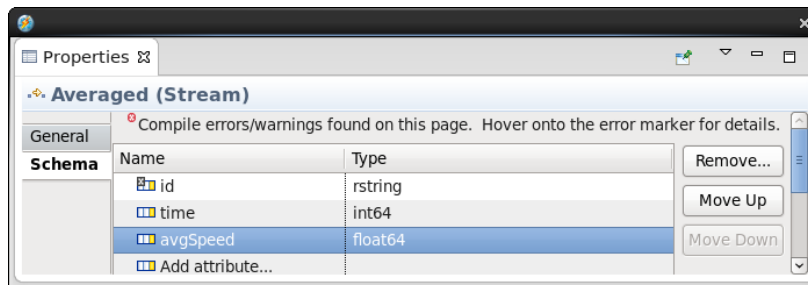 Properties
Averaged (Stream)
General
Schema
Compile errors/warnings found on this page. Hover onto the error marker for details.
Name Type
id rstring
time int64
avgSpeed float64
Add attribute...
Remove...
Move Up
Move Down